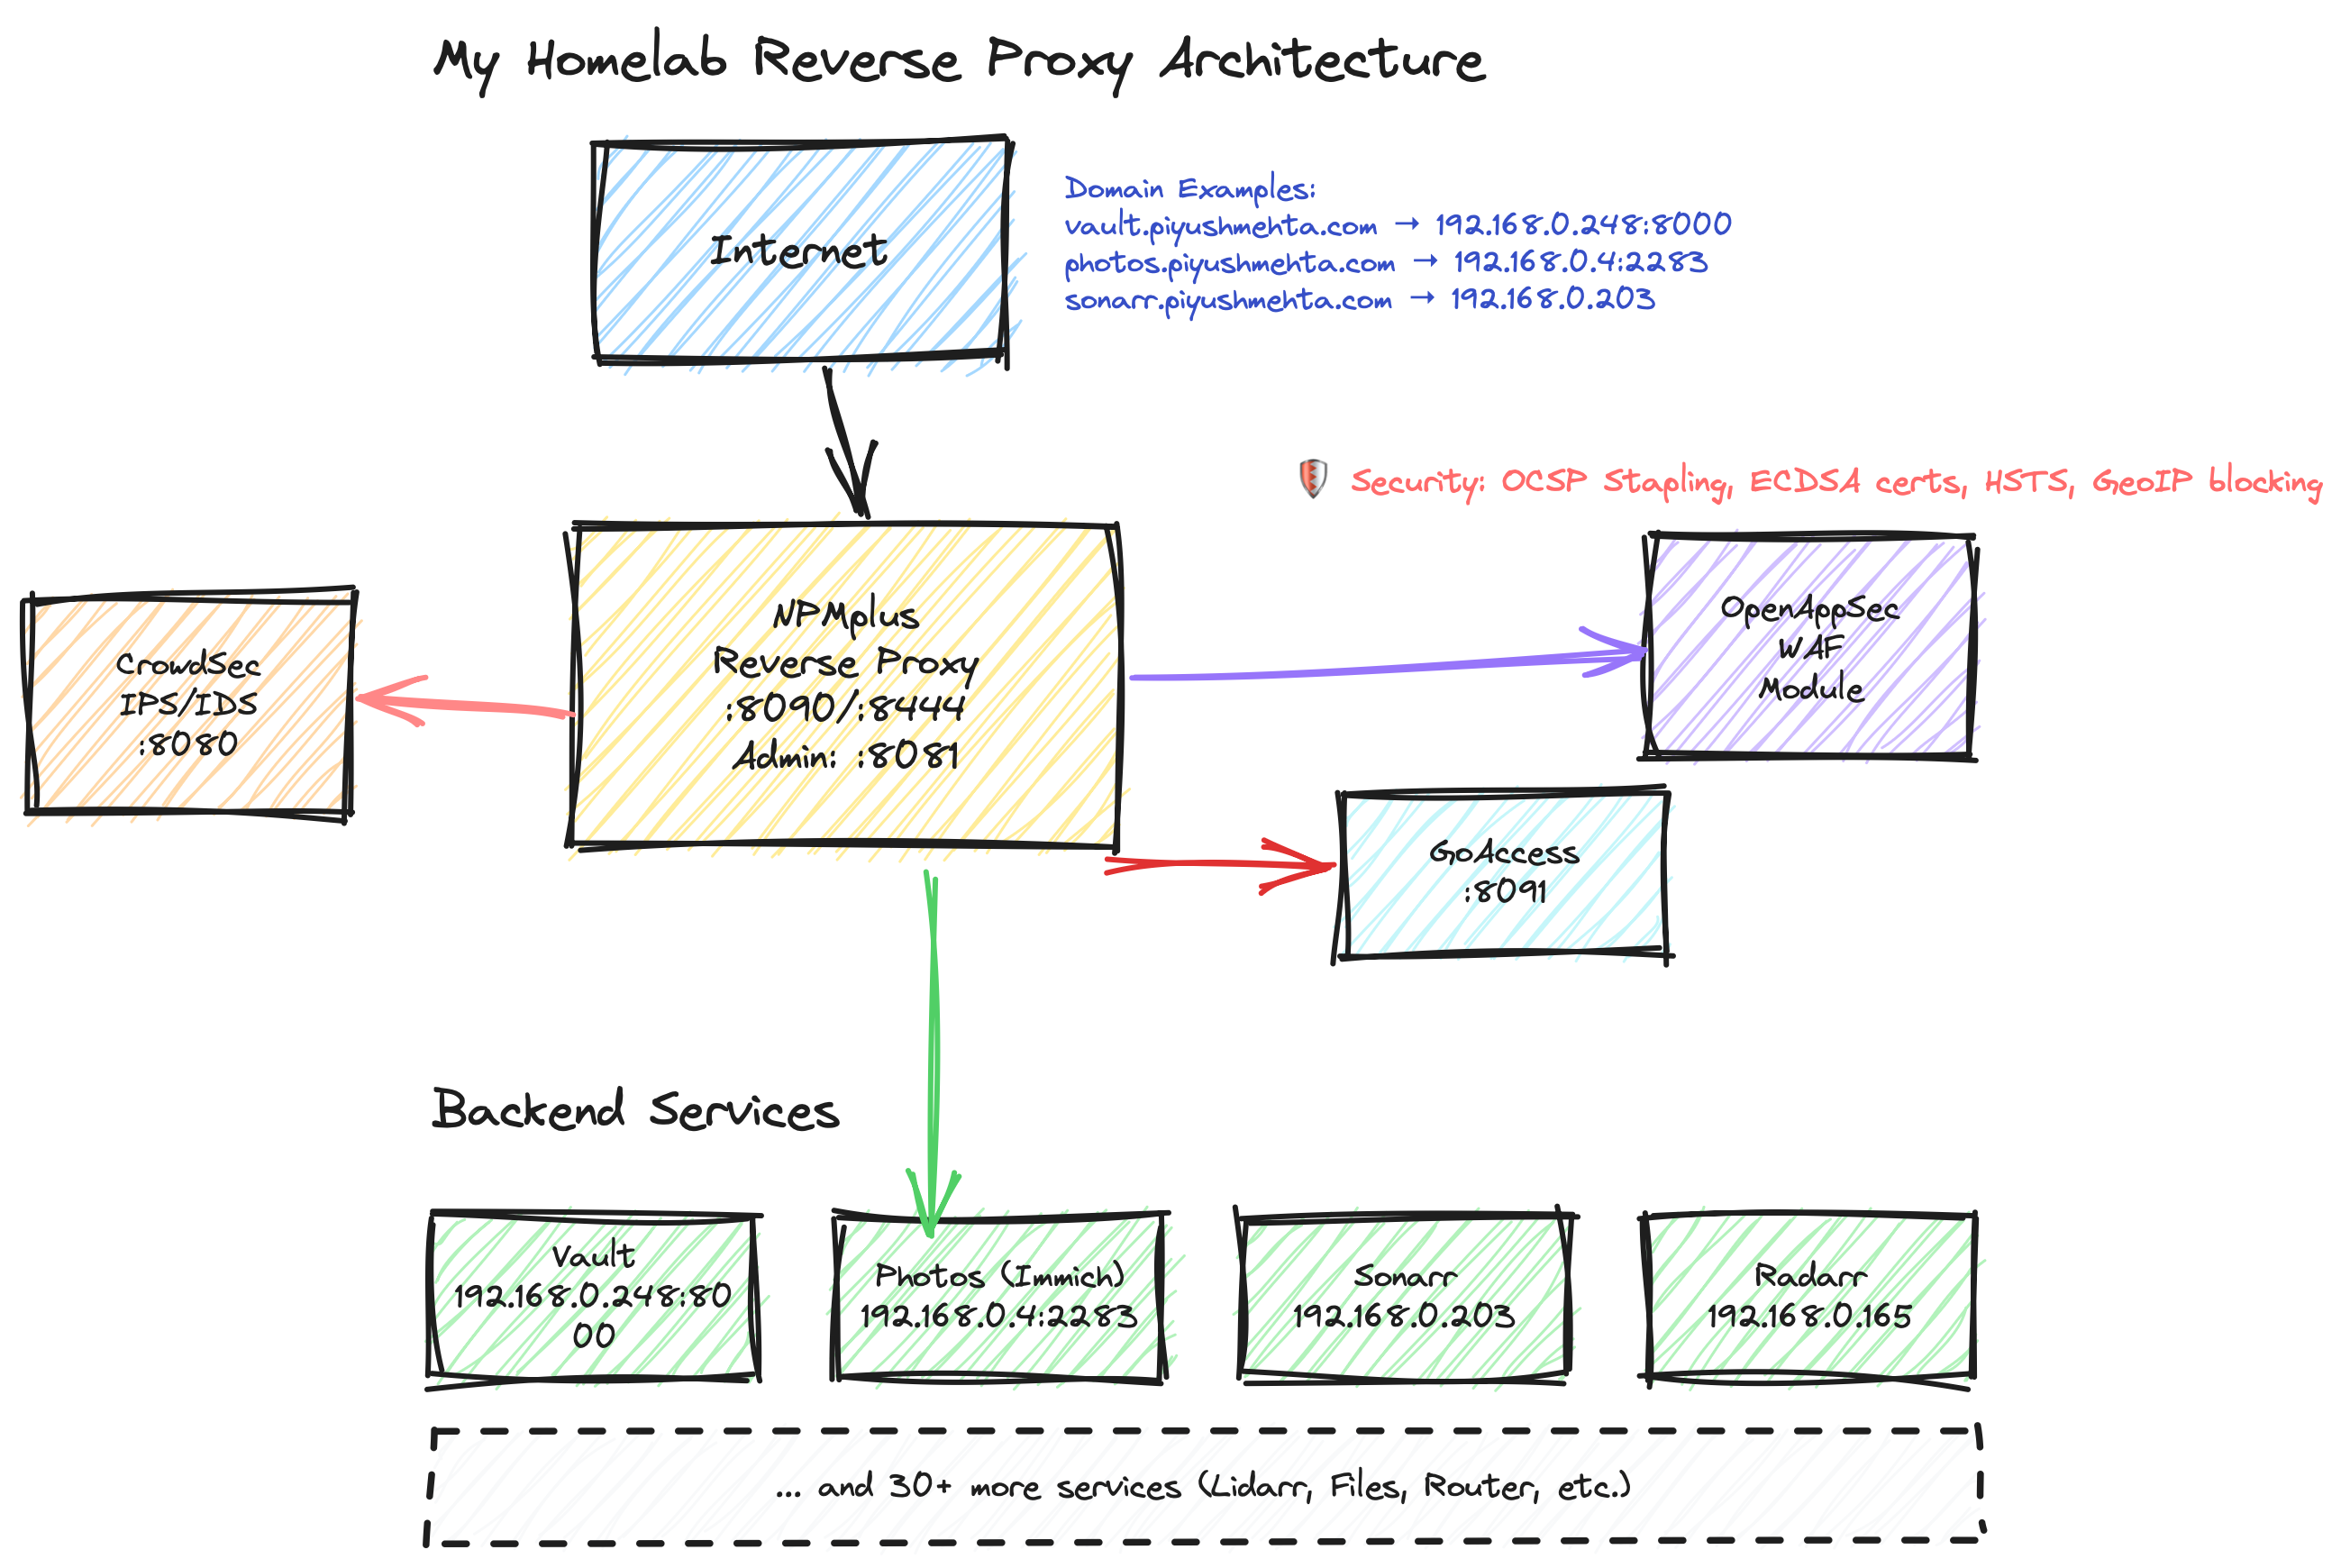 My Homelab Reverse Proxy Architecture
Internet
Domain Examples:
vault.piyushmehta.com → 192.168.0.248:8000
photos.piyushmehta.com → 192.168.0.4:2283
sonarr.piyushmehta.com → 192.168.0.203
Security: OCSP Stapling, ECDSA certs, HSTS, GeoIP blocking
CrowdSec
IPS/IDS
:8080
NPMplus
Reverse Proxy
:8090/:8444
Admin: :8081
OpenAppSec
WAF
Module
GoAccess
:8091
Backend Services
Vault
192.168.0.248:80
00
Photos (Immich)
192.168.0.4:2283
Sonarr
192.168.0.203
Radarr
192.168.0.165
... and 30+ more services (Lidarr, Files, Router, etc.)